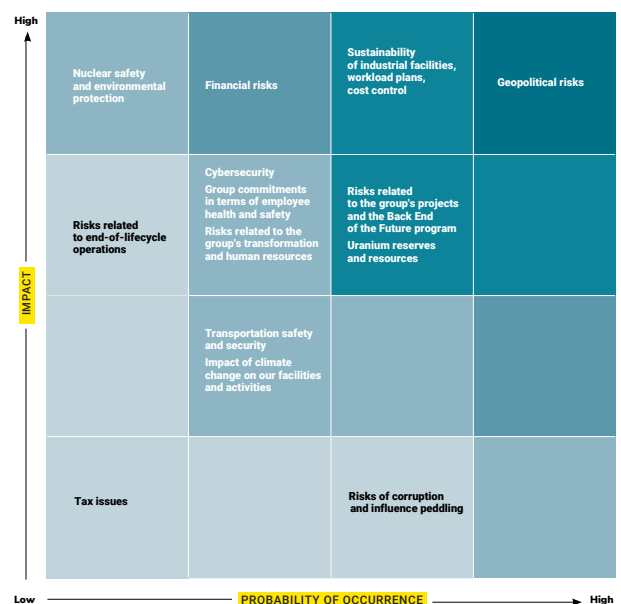 High
Nuclear safety
and environmental
protection
Financial risks
Sustainability
of industrial facilities,
workload plans,
cost control
Geopolitical risks
Risks related
to end-of-lifecycle
operations
Cybersecurity
Group commitments
in terms of employee
health and safety
Risks related to the
group's transformation
and human resources
Risks related
to the group's projects
and the Back End
of the Future program
Uranium reserves
and resources
IMPACT
Transportation safety
and security
Impact of climate
change on our facilities
and activities
Tax issues
Risks of corruption
and influence peddling
Low
PROBABILITY OF OCCURRENCE
High